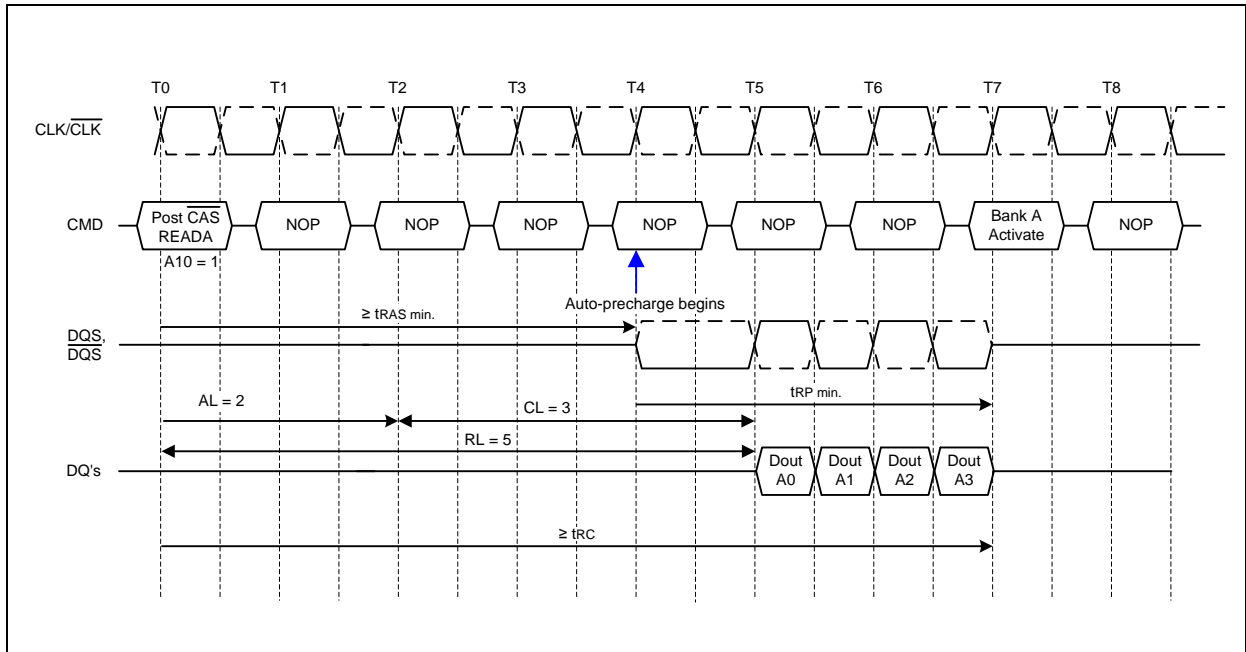 T0 T1 T2 T3 T4 T5 T6 T7 T8
CLK/CLK
CMD
Post CAS
READA
NOP
NOP
NOP
NOP
NOP
NOP
Bank A
Activate
NOP
A10 = 1
Auto-precharge begins
≥ tRAS min.
DQS,
DQS
tRP min.
AL = 2
CL = 3
RL = 5
DQ's
Dout
A0
Dout
A1
Dout
A2
Dout
A3
≥ tRC